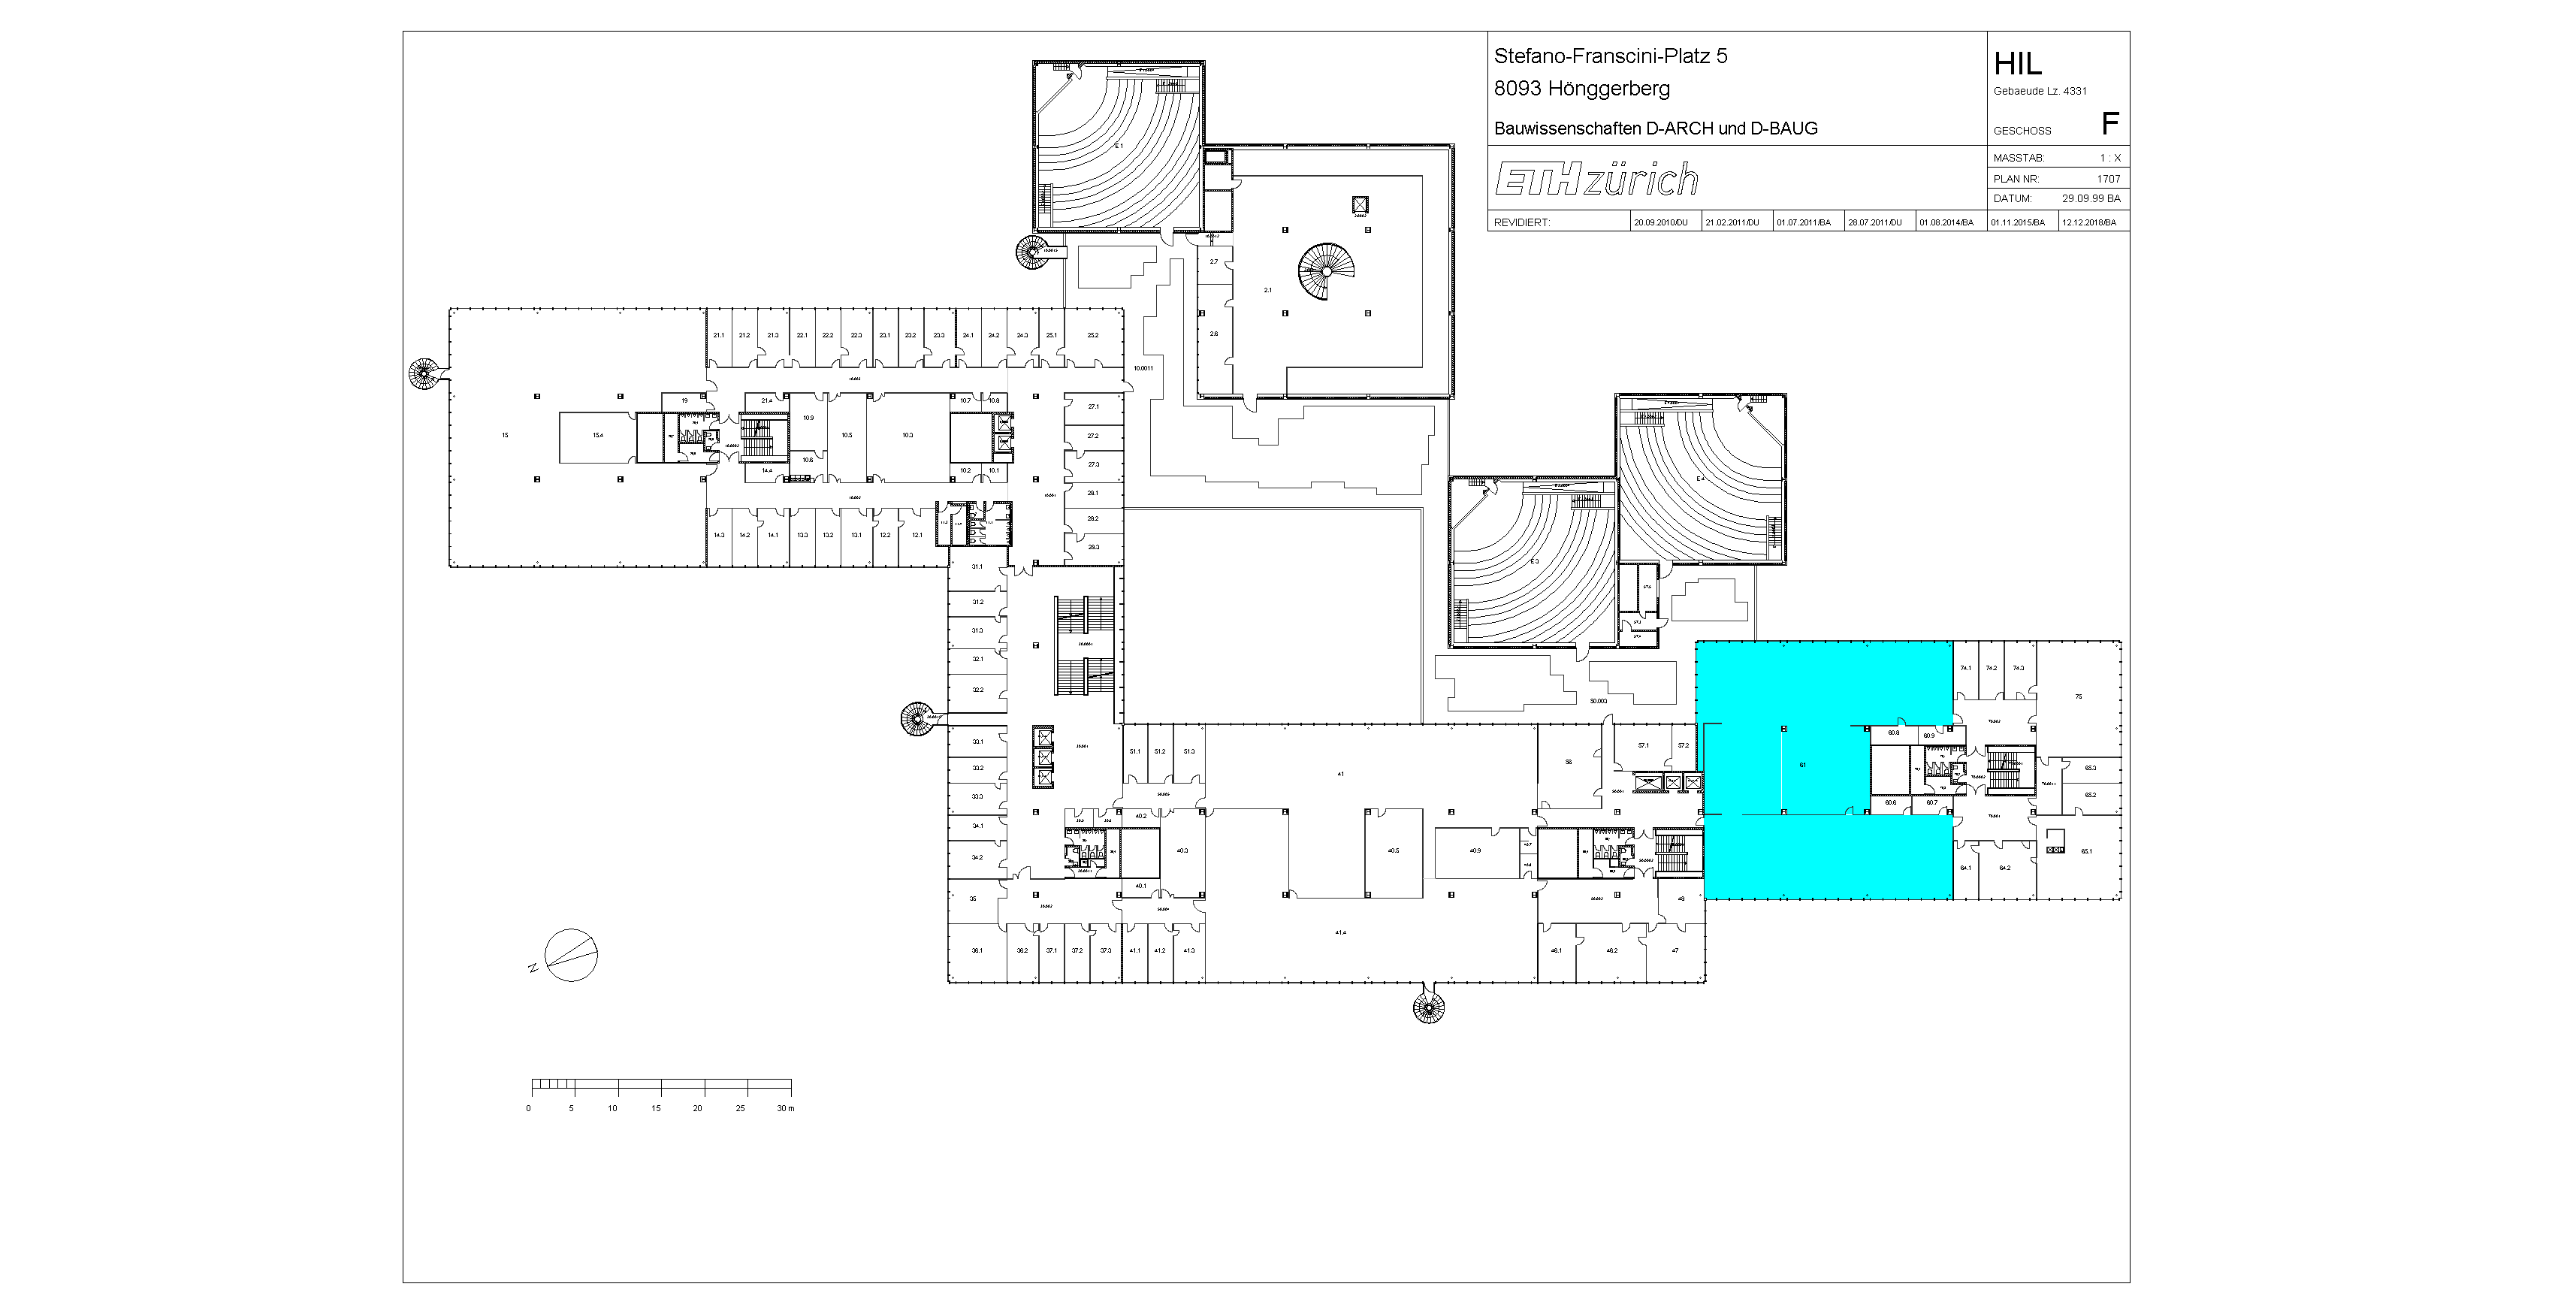 Stefano-Franscini-Platz 5
8093 Hönggerberg
Bauwissenschaften D-ARCH und D-BAUG
HIL
Gebaeude Lz. 4331
GESCHOSS F
ETH zürich
MASSTAB: 1 : X
PLAN NR: 1707
DATUM: 29.09.99 BA
REVIDIERT: 20.09.2010/DU 21.02.2011/DU 01.07.2011/BA 28.07.2011/DU 01.08.2014/BA 01.11.2015/BA 12.12.2018/BA
E 1
2.7
2.1
2.6
21.1 21.2 21.3 22.1 22.2 22.3 23.1 23.2 23.3 24.1 24.2 24.3 25.1 25.2
10.0011
19 21.4 10.7 10.8
27.1
10.9
15 15.4 10.5 10.3
27.2
10.6
14.4 10.2 10.1
27.3
28.1
28.2
14.3 14.2 14.1 13.3 13.2 13.1 12.2 12.1
28.3
E 4
E 3
31.1
31.2
31.3
32.1
32.2
33.1
33.2
33.3
34.1
34.2
35
S0.003
74.1 74.2 74.3
75
51.1 51.2 51.3
41
56
57.1 57.2
61
60.8 60.9
65.3
65.2
60.6 60.7
40.2
40.3
40.5
40.9
40.1
65.1
64.1 64.2
48
41.4
36.1 36.2 37.1 37.2 37.3 41.1 41.2 41.3
46.1 46.2 47
N
0 5 10 15 20 25 30 m